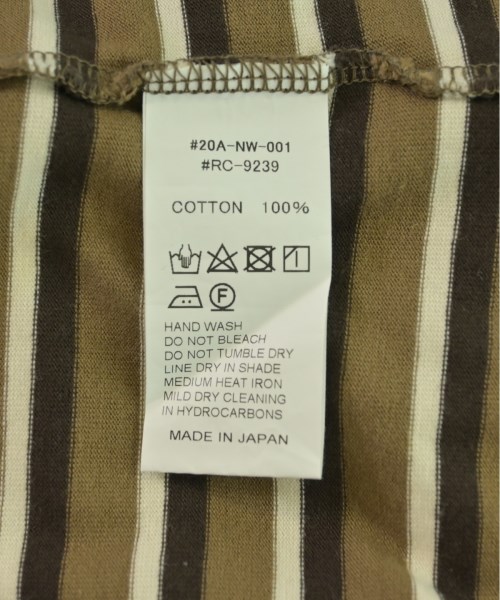 #20A-NW-001
#RC-9239
COTTON 100%
F
HAND WASH
DO NOT BLEACH
DO NOT TUMBLE DRY
LINE DRY IN SHADE
MEDIUM HEAT IRON
MILD DRY CLEANING
IN HYDROCARBONS
MADE IN JAPAN